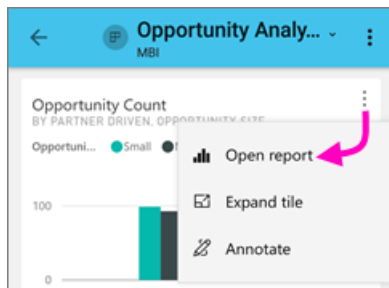 Opportunity Analy...
MBI
Opportunity Count
BY PARTNER DRIVEN, OPPORTUNITY SIZE
Opportuni... Small
Open report
100
Expand tile
Annotate
0